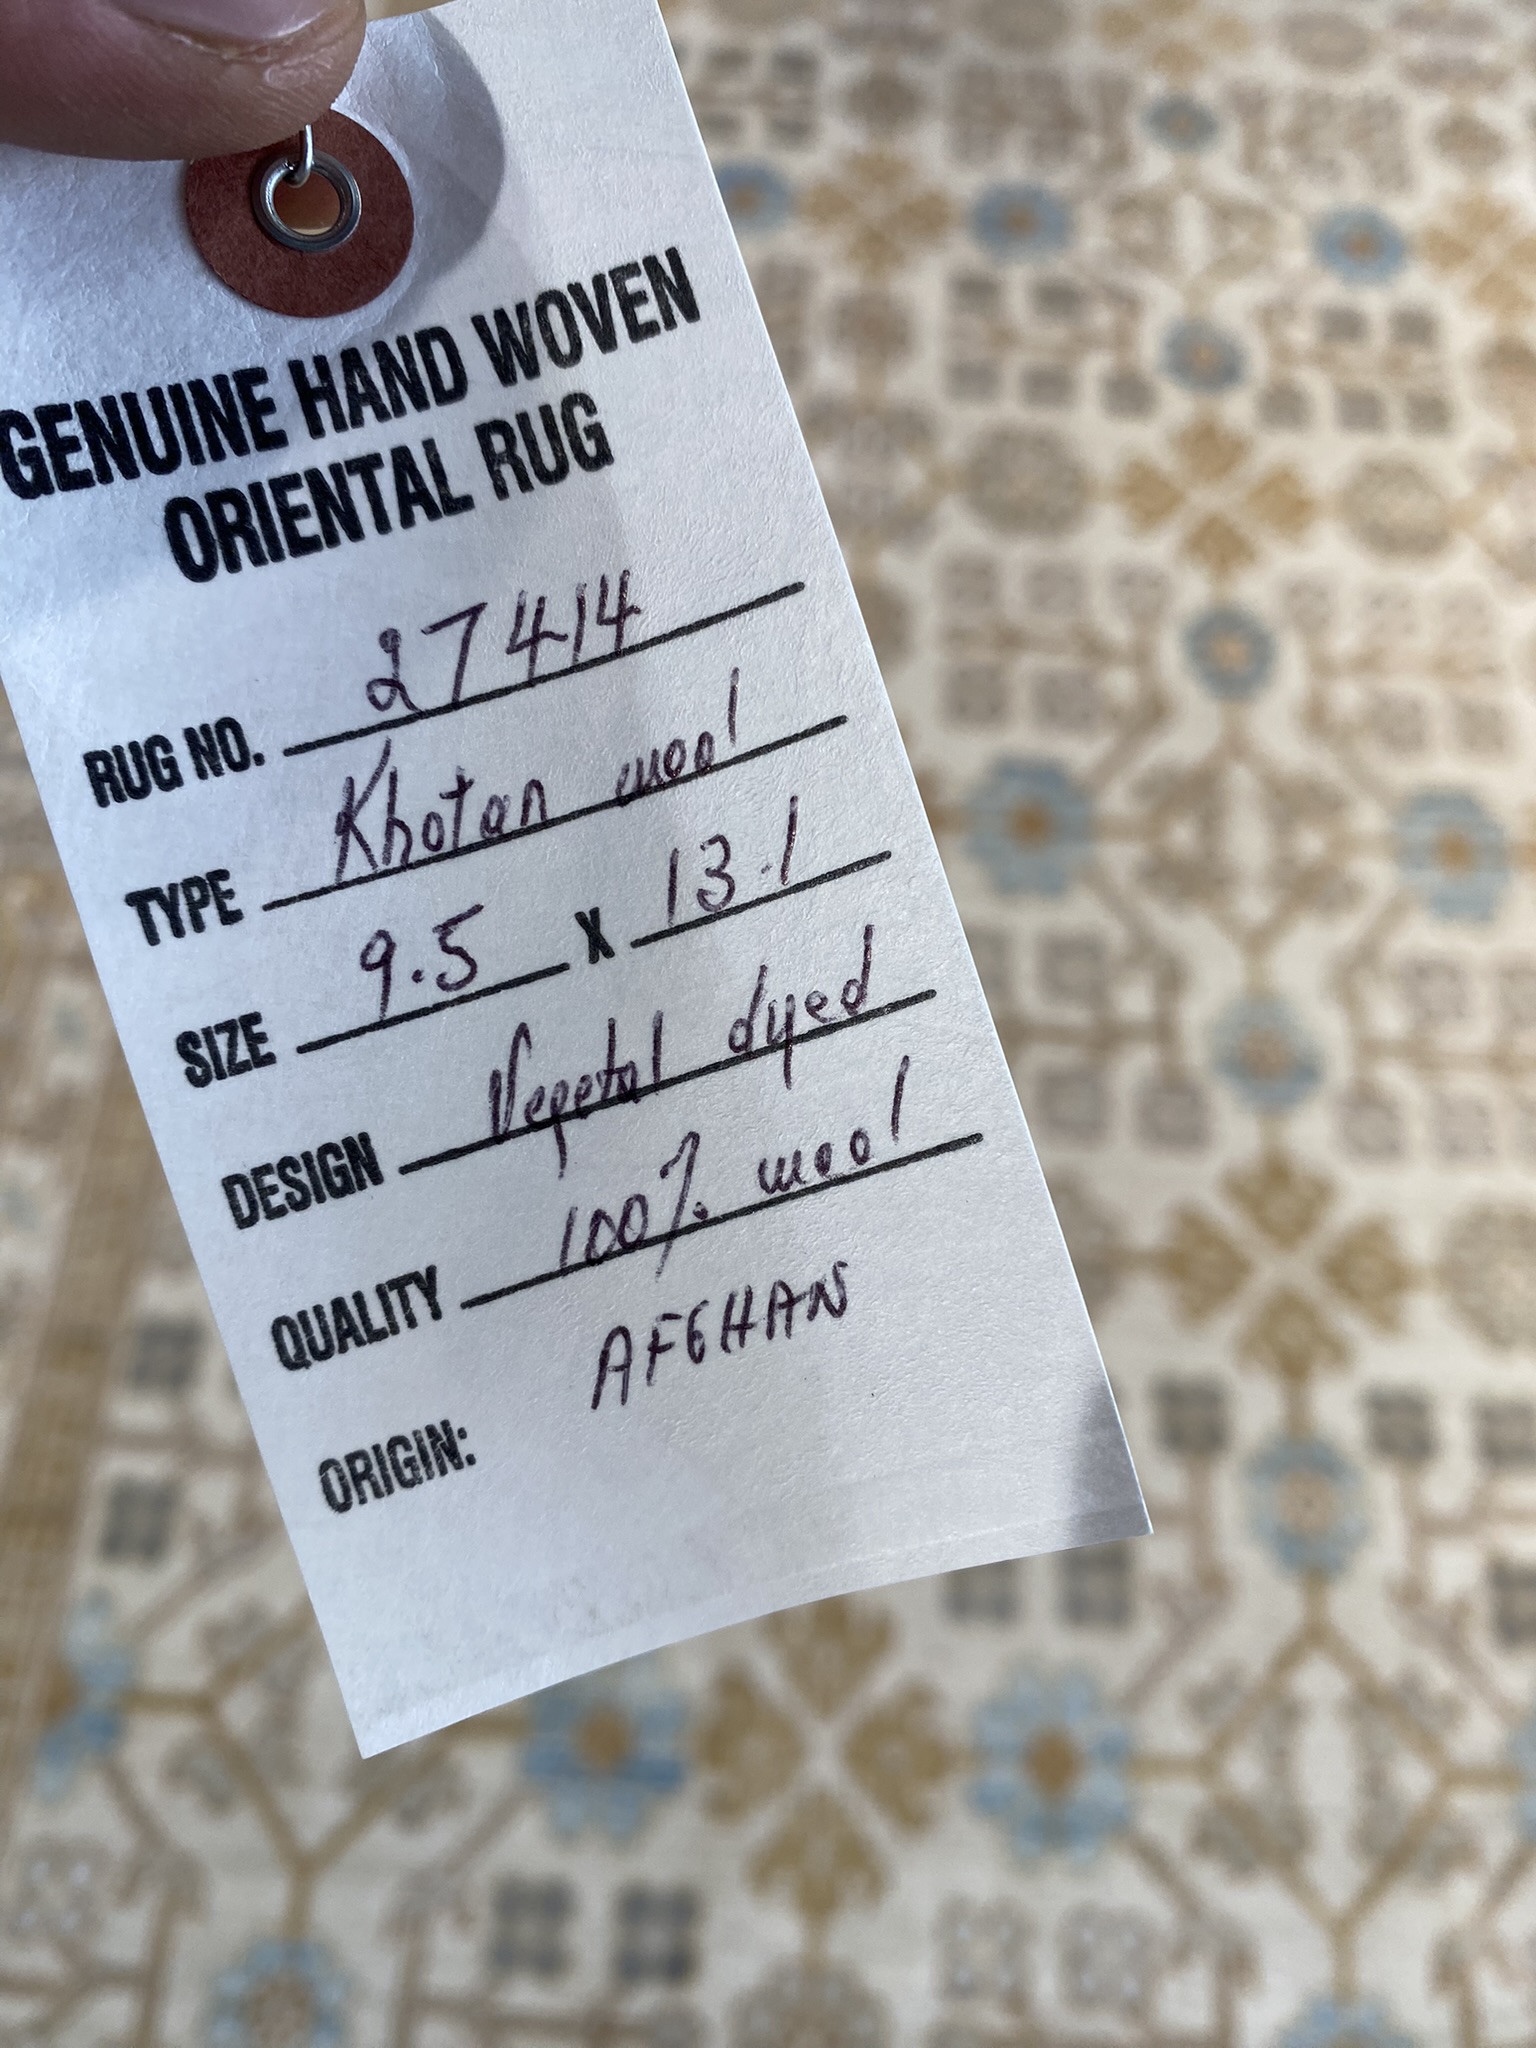 GENUINE HAND WOVEN
ORIENTAL RUG
RUG NO. 27414
TYPE Khotan wool
SIZE 9.5 X 13.1
DESIGN Vegetal dyed
QUALITY 100% wool
ORIGIN: AFGHAN